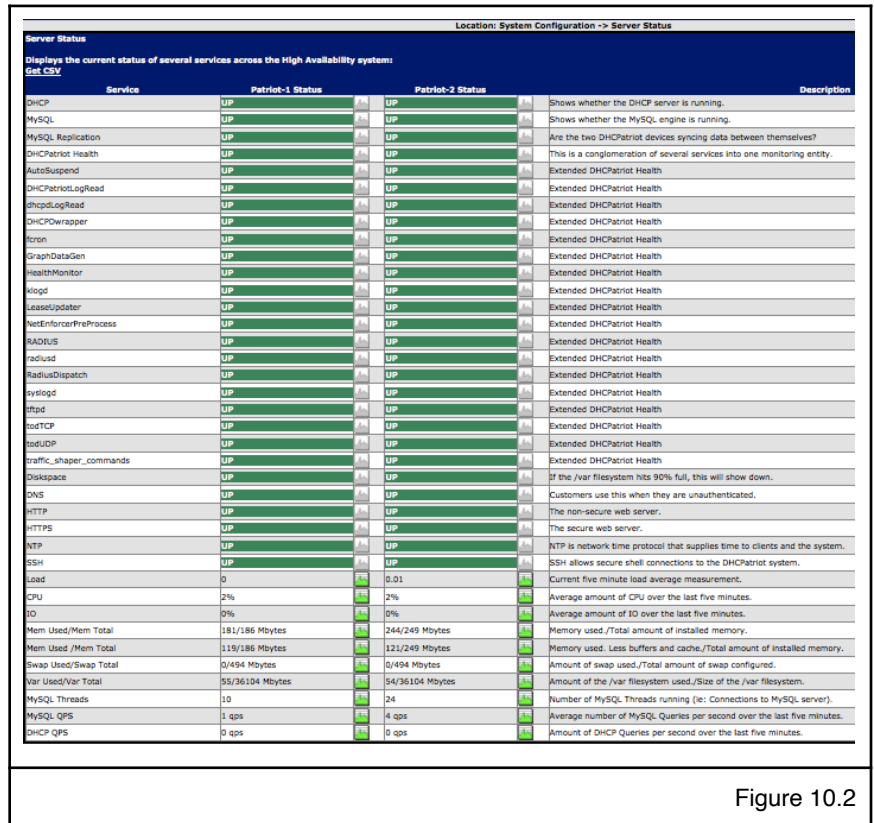 Location: System Configuration -> Server Status
Server Status
Displays the current status of several services across the High Availability system:
Get CSV
Service Patriot-1 Status Patriot-2 Status Description
DHCP UP UP Shows whether the DHCP server is running.
MySQL UP UP Shows whether the MySQL engine is running.
MySQL Replication UP UP Are the two DHCPatriot devices syncing data between themselves?
DHCPatriot Health UP UP This is a conglomeration of several services into one monitoring entity.
AutoSuspend UP UP Extended DHCPatriot Health
DHCPatriotLogRead UP UP Extended DHCPatriot Health
dhcpdLogRead UP UP Extended DHCPatriot Health
DHCPDwrapper UP UP Extended DHCPatriot Health
fcron UP UP Extended DHCPatriot Health
GraphDataGen UP UP Extended DHCPatriot Health
HealthMonitor UP UP Extended DHCPatriot Health
klogd UP UP Extended DHCPatriot Health
LeaseUpdater UP UP Extended DHCPatriot Health
NetEnforcerPreProcess UP UP Extended DHCPatriot Health
RADIUS UP UP Extended DHCPatriot Health
radiusd UP UP Extended DHCPatriot Health
RadiusDispatch UP UP Extended DHCPatriot Health
syslogd UP UP Extended DHCPatriot Health
tftpd UP UP Extended DHCPatriot Health
todTCP UP UP Extended DHCPatriot Health
todUDP UP UP Extended DHCPatriot Health
traffic_shaper_commands UP UP Extended DHCPatriot Health
Diskspace UP UP If the /var filesystem hits 90% full, this will show down.
DNS UP UP Customers use this when they are unauthenticated.
HTTP UP UP The non-secure web server.
HTTPS UP UP The secure web server.
NTP UP UP NTP is network time protocol that supplies time to clients and the system.
SSH UP UP SSH allows secure shell connections to the DHCPatriot system.
Load 0 0.01 Current five minute load average measurement.
CPU 2% 2% Average amount of CPU over the last five minutes.
IO 0% 0% Average amount of IO over the last five minutes.
Mem Used/Mem Total 181/186 Mbytes 244/249 Mbytes Memory used./Total amount of installed memory.
Mem Used /Mem Total 119/186 Mbytes 121/249 Mbytes Memory used. Less buffers and cache./Total amount of installed memory.
Swap Used/Swap Total 0/494 Mbytes 0/494 Mbytes Amount of swap used./Total amount of swap configured.
Var Used/Var Total 55/36104 Mbytes 54/36104 Mbytes Amount of the /var filesystem used./Size of the /var filesystem.
MySQL Threads 10 24 Number of MySQL Threads running (ie: Connections to MySQL server).
MySQL QPS 1 qps 4 qps Average number of MySQL Queries per second over the last five minutes.
DHCP QPS 0 qps 0 qps Amount of DHCP Queries per second over the last five minutes.
Figure 10.2